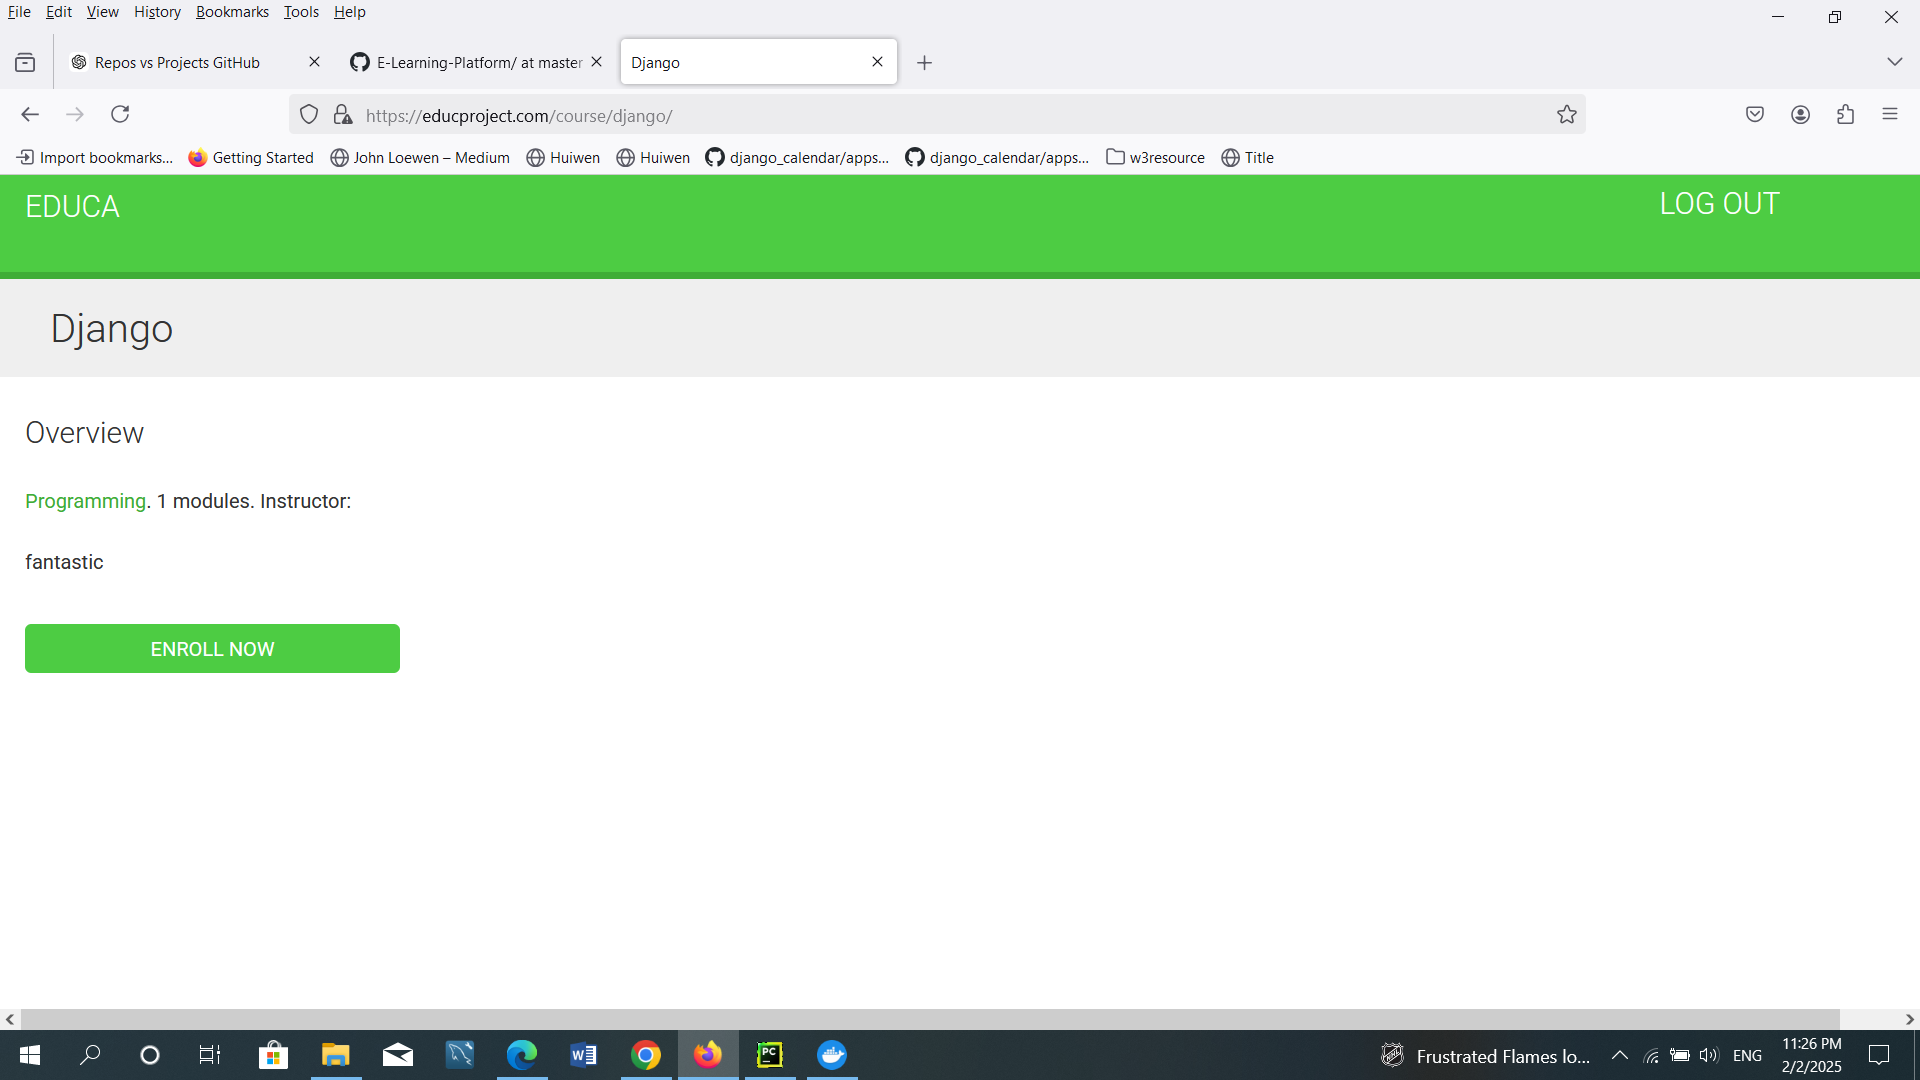 File Edit View History Bookmarks Tools Help
Repos vs Projects GitHub
E-Learning-Platform/ at master
Django
https://educproject.com/course/django/
Import bookmarks...
Getting Started
John Loewen – Medium
Huiwen
Huiwen
django_calendar/apps...
django_calendar/apps...
w3resource
Title
EDUCA
LOG OUT
Django
Overview
Programming. 1 modules. Instructor:
fantastic
ENROLL NOW
Frustrated Flames lo...
ENG
11:26 PM
2/2/2025